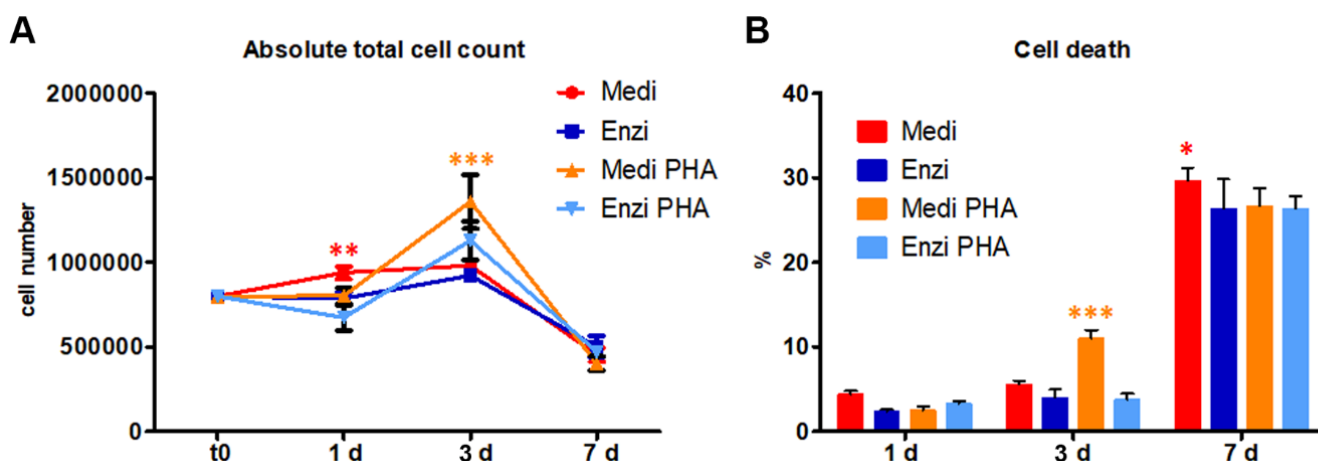 A
Absolute total cell count
cell number
2000000
1500000
1000000
500000
0
t0 1 d 3 d 7 d
**
***
Medi
Enzi
Medi PHA
Enzi PHA
B
Cell death
%
40
30
20
10
0
1 d 3 d 7 d
Medi
Enzi
Medi PHA
Enzi PHA
***
*